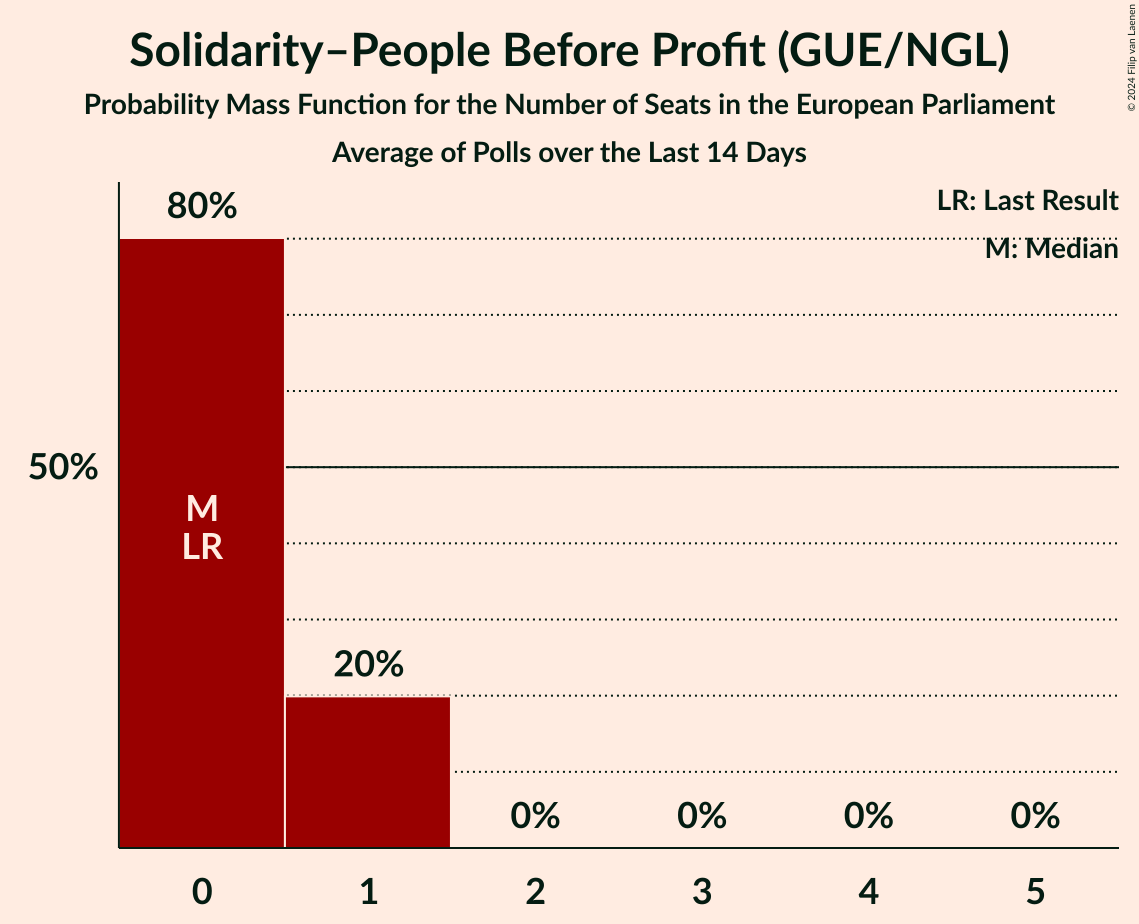 Solidarity–People Before Profit (GUE/NGL)
Probability Mass Function for the Number of Seats in the European Parliament
Average of Polls over the Last 14 Days
© 2024 Filip van Laenen
LR: Last Result
M: Median
80%
50%
M
LR
20%
0% 0% 0% 0%
0 1 2 3 4 5